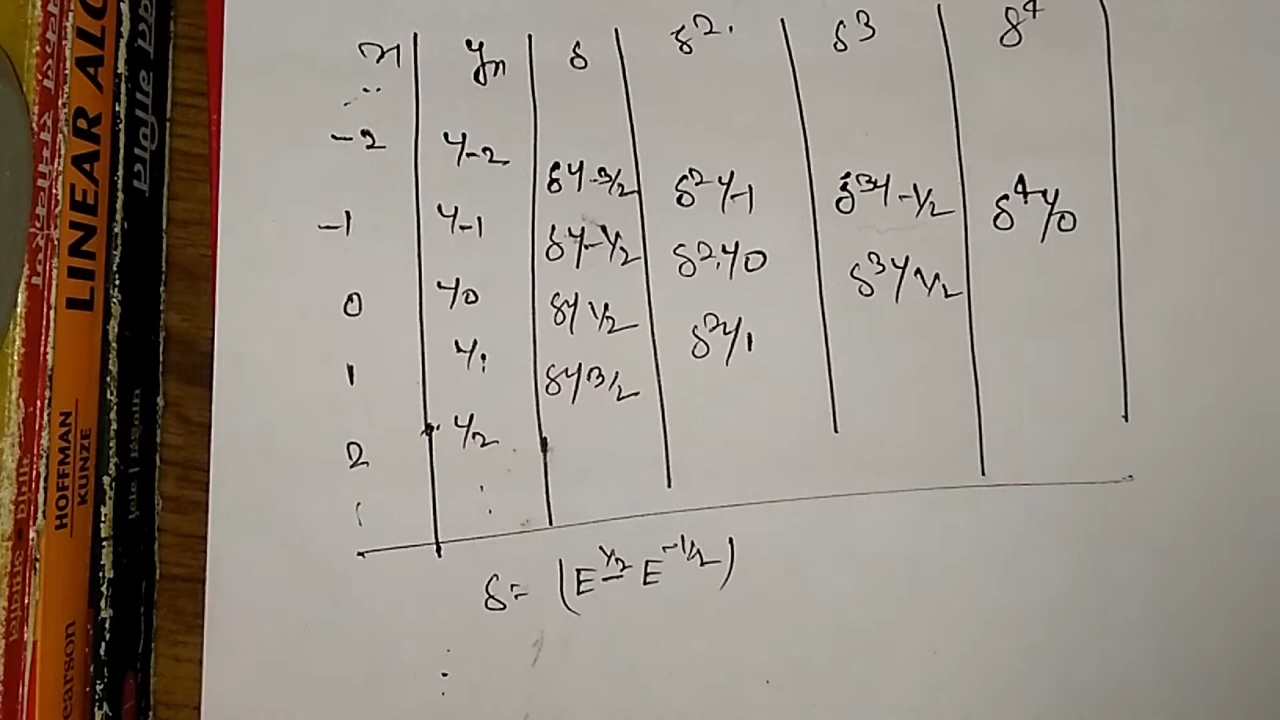 x yn δ δ². δ³ δ⁴
...
-2 y-2
δy-3/2 δ²y-1 δ³y-1/2 δ⁴y0
-1 y-1
δy-1/2 δ²y0
0 y0 δ³y1/2
δy1/2 δ²y1
1 y1
δy3/2
2 y2
: :
δ= (E^1/2 - E^-1/2)
:
LINEAR ALG
HOFFMAN
KUNZE
earson